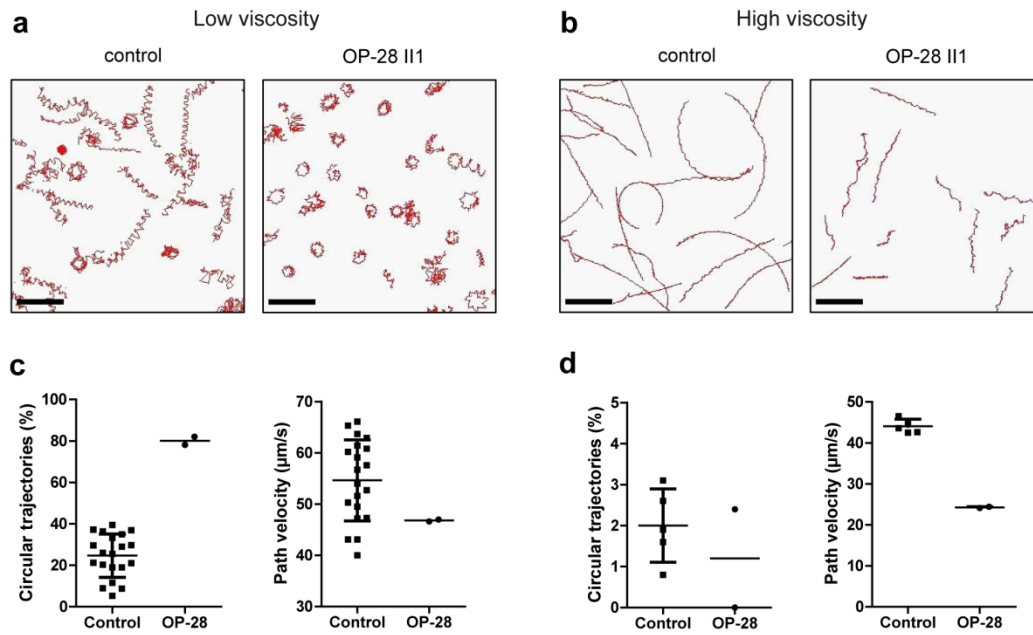 a Low viscosity
control OP-28 II1
b High viscosity
control OP-28 II1
c
Circular trajectories (%)
100
80
60
40
20
0
Control OP-28
Path velocity (µm/s)
70
60
50
40
30
Control OP-28
d
Circular trajectories (%)
5
4
3
2
1
0
Control OP-28
Path velocity (µm/s)
50
40
30
20
10
0
Control OP-28